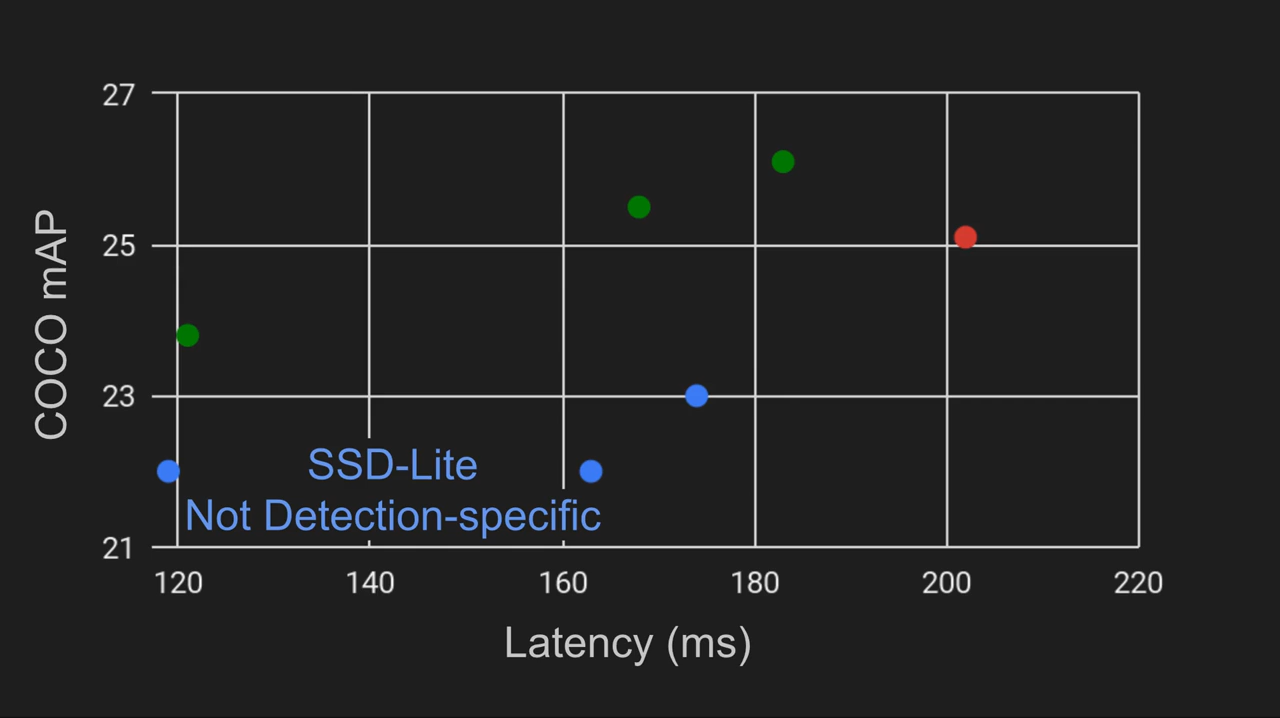 27
25
23
21
COCO mAP
SSD-Lite
Not Detection-specific
120 140 160 180 200 220
Latency (ms)